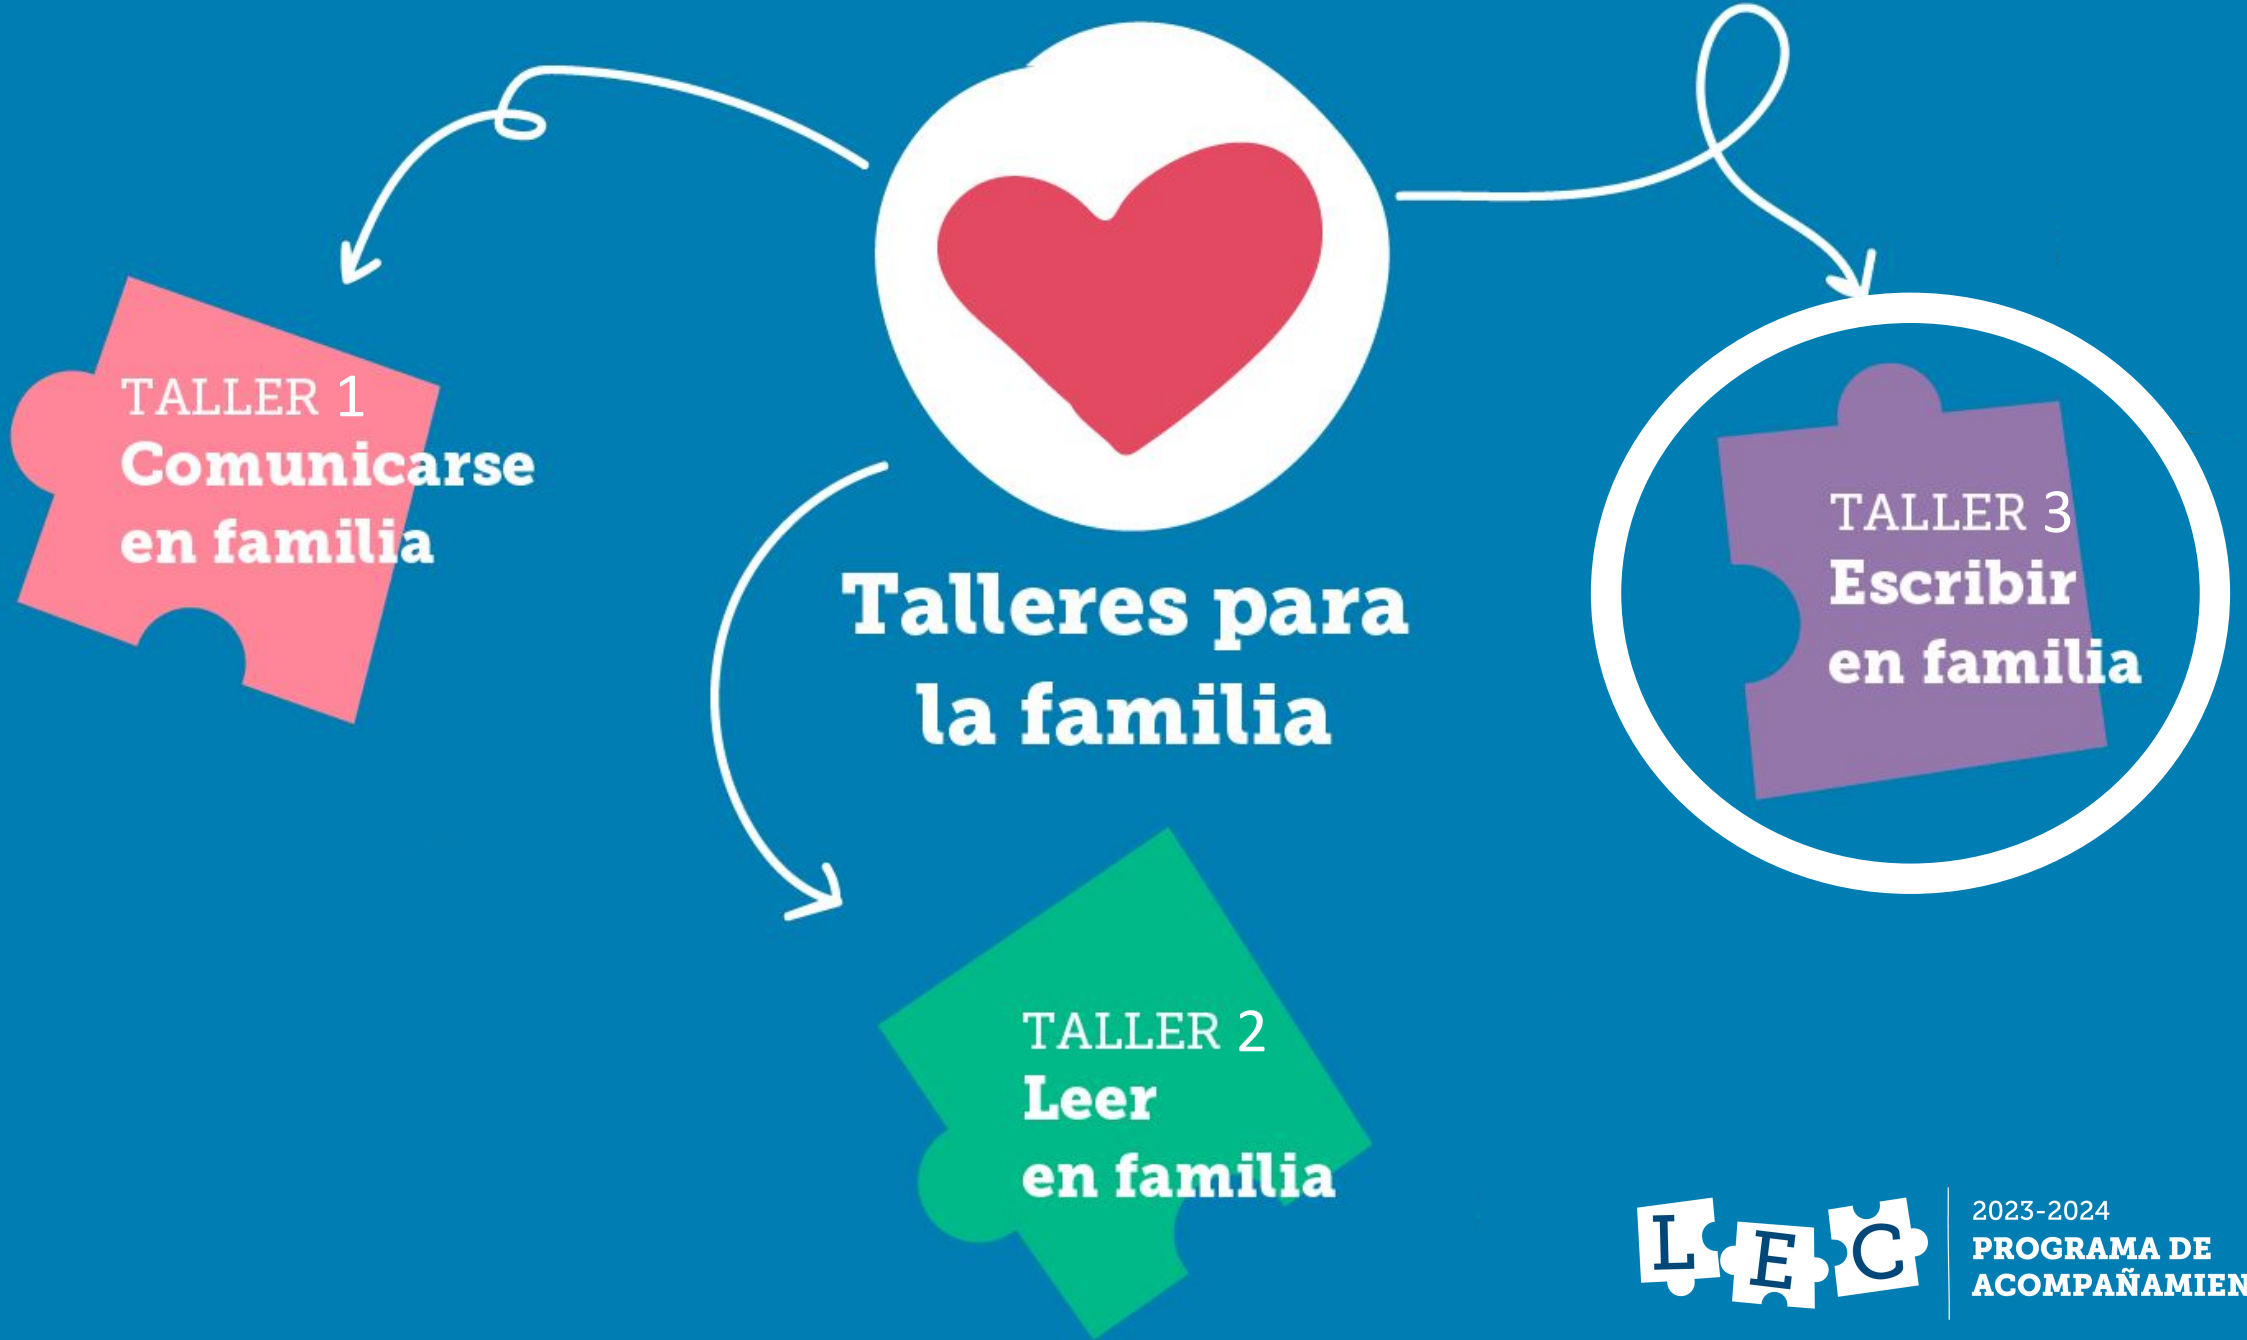 Talleres para
la familia
TALLER 1
Comunicarse
en familia
TALLER 2
Leer
en familia
TALLER 3
Escribir
en familia
LEC
2023-2024
PROGRAMA DE
ACOMPAÑAMIEN